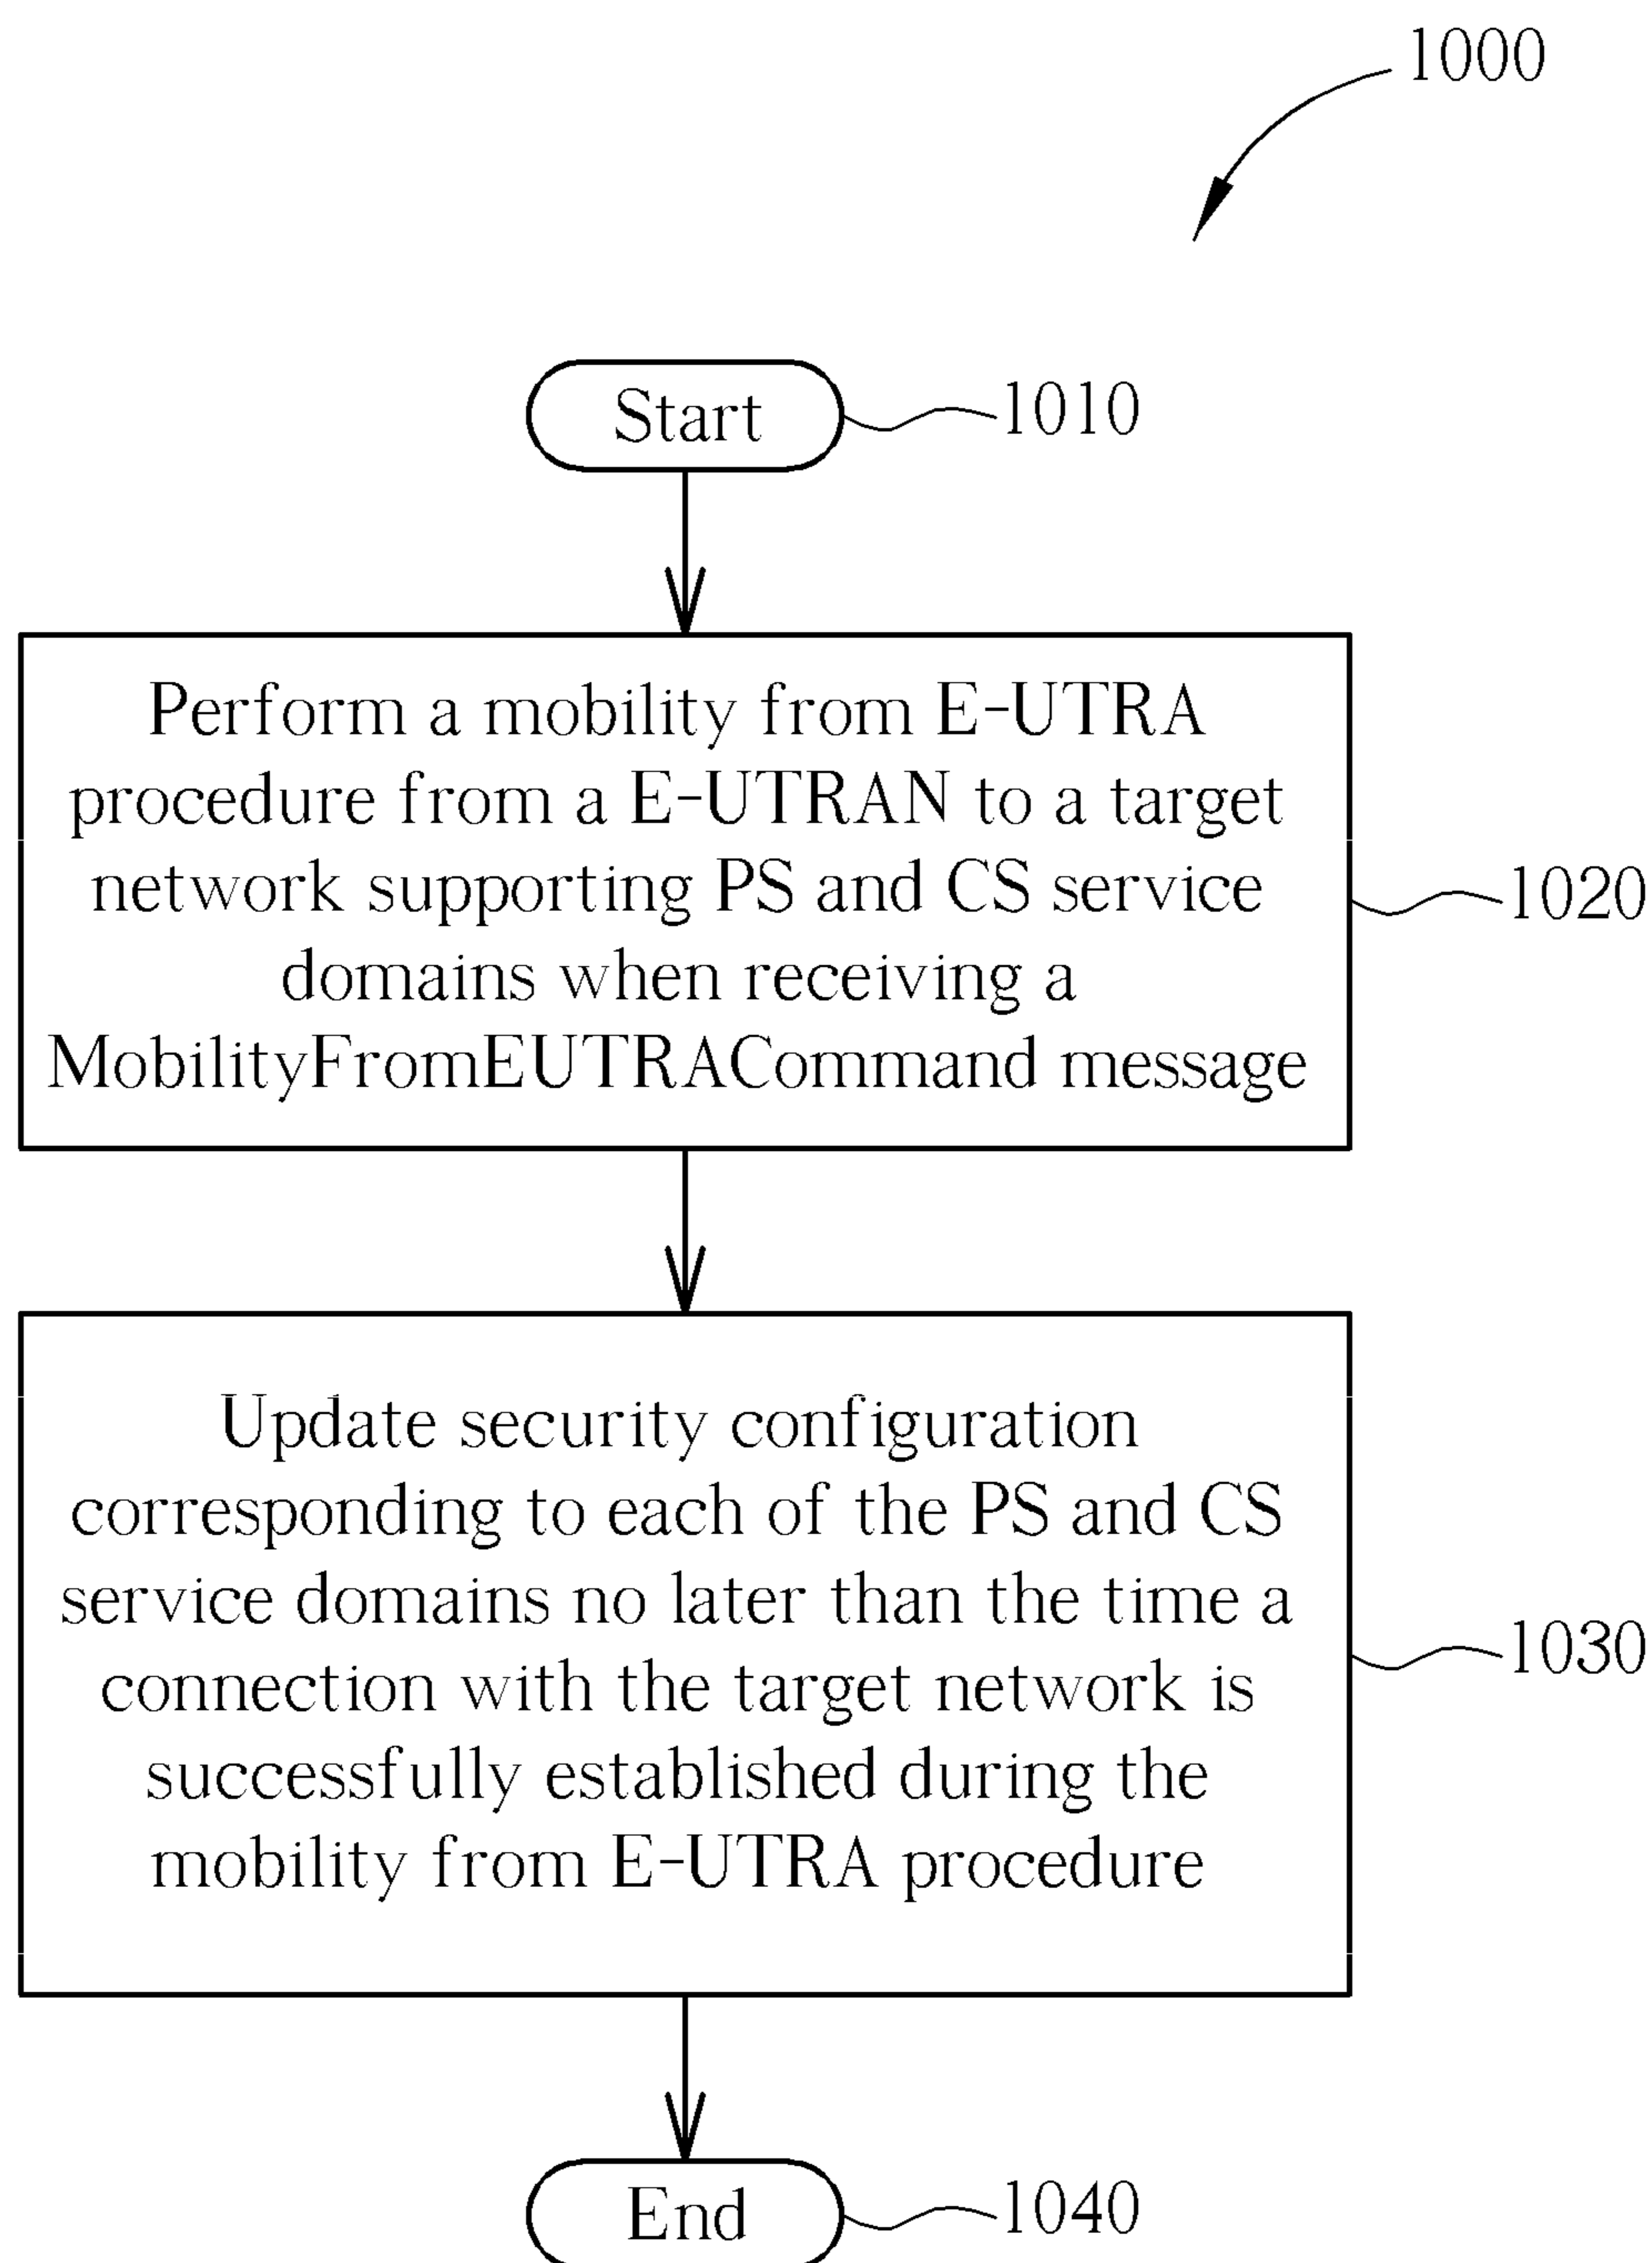 1000
Start
1010
Perform a mobility from E-UTRA
procedure from a E-UTRAN to a target
network supporting PS and CS service
domains when receiving a
MobilityFromEUTRACommand message
1020
Update security configuration
corresponding to each of the PS and CS
service domains no later than the time a
connection with the target network is
successfully established during the
mobility from E-UTRA procedure
1030
End
1040